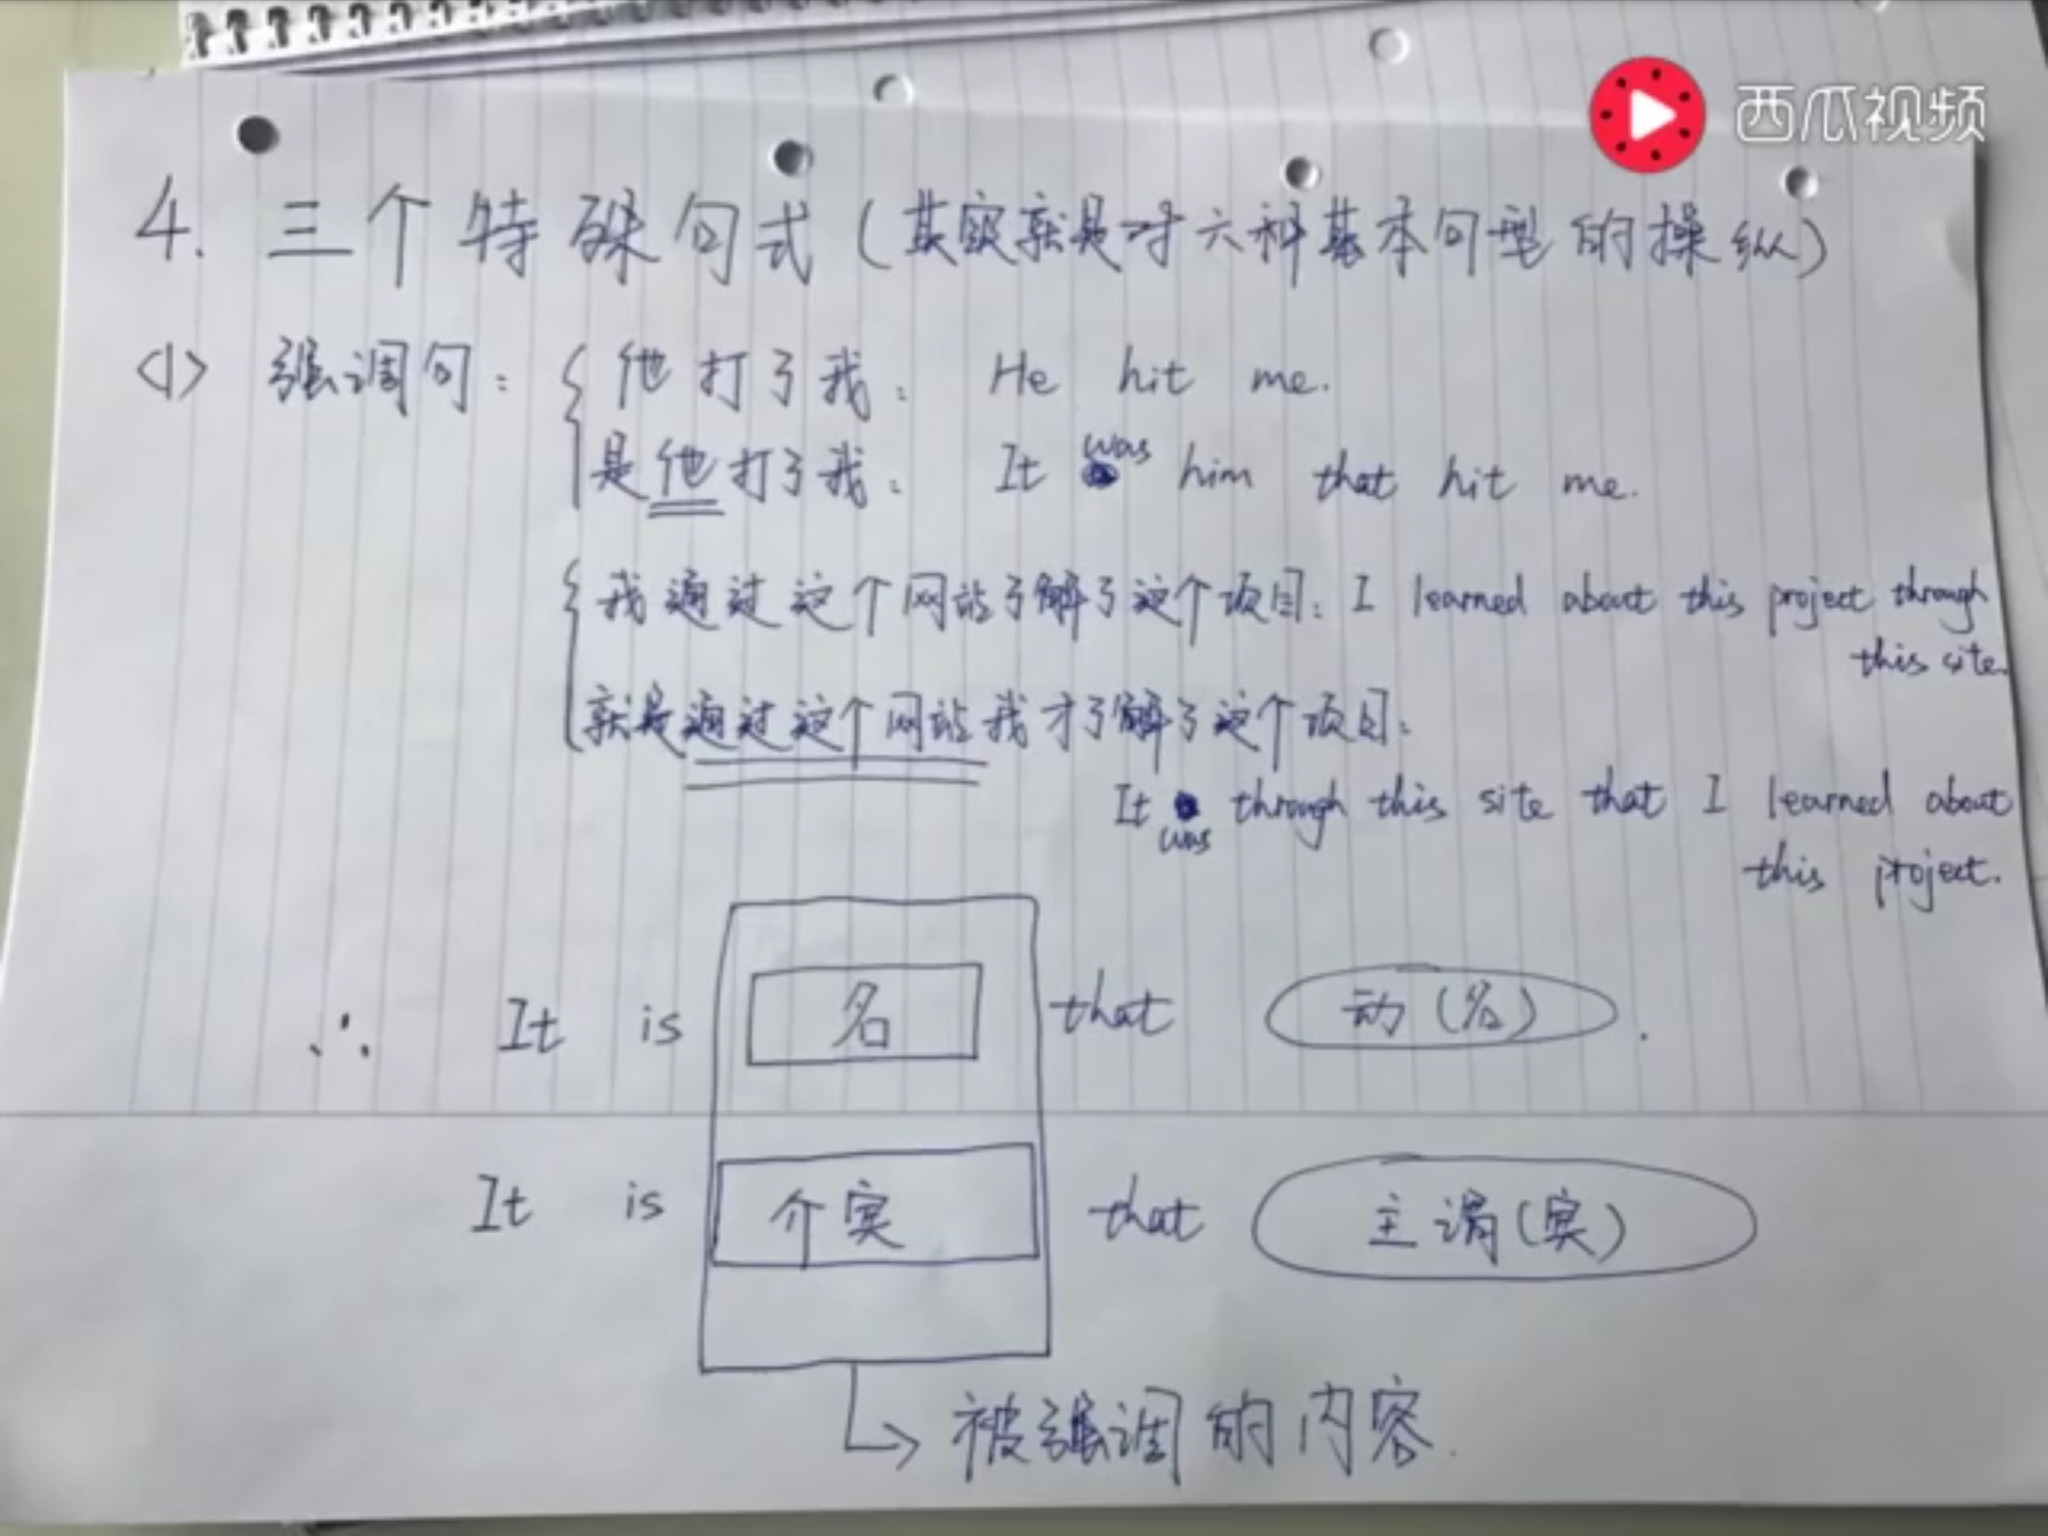 西瓜视频
4. 三个特殊句式（其实就是对六种基本句型的操纵）
<1> 强调句： 他打了我： He hit me.
是他打了我： It was him that hit me.
我通过这个网站了解了这个项目： I learned about this project through
this site.
就是通过这个网站我才了解了这个项目：
It was through this site that I learned about
this project.
∴ It is 名 that 动（名）.
It is 介宾 that 主谓（宾）
被强调的内容.